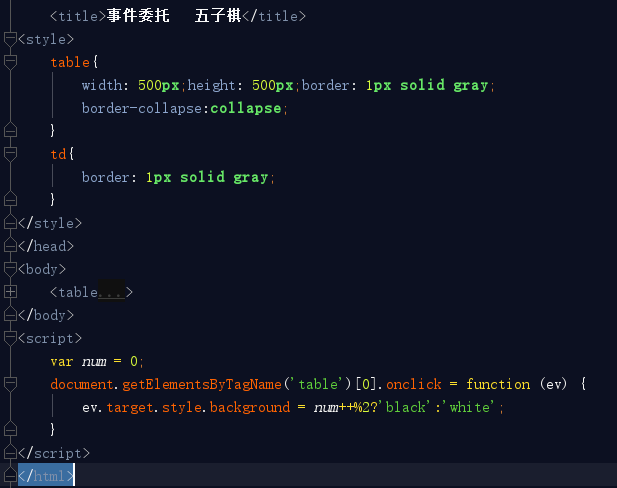 <title>事件委托   五子棋</title>
<style>
    table{
        width: 500px;height: 500px;border: 1px solid gray;
        border-collapse:collapse;
    }
    td{
        border: 1px solid gray;
    }
</style>
</head>
<body>
    <table...>
</body>
<script>
    var num = 0;
    document.getElementsByTagName('table')[0].onclick = function (ev) {
        ev.target.style.background = num++%2?'black':'white';
    }
</script>
</html>